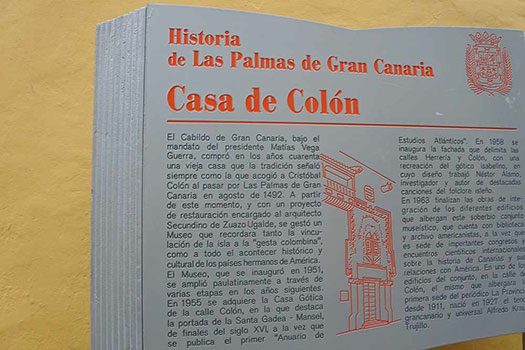 Historia
de Las Palmas de Gran Canaria
Casa de Colón
El Cabildo de Gran Canaria, bajo el
mandato del presidente Matías Vega
Guerra, compró en los años cuarenta
una vieja casa que la tradición señaló
siempre como la que acogió a Cristóbal
Colón al pasar por Las Palmas de Gran
Canaria en agosto de 1492. A partir
de este momento, y con un proyecto
de restauración encargado al arquitecto
Secundino de Zuazo Ugalde, se gestó un
Museo que recordara tanto la vincu-
lación de la isla a la "gesta colombina",
como a todo el acontecer histórico y
cultural de los países hermanos de América.
El Museo, que se inauguró en 1951,
se amplió paulatinamente a través de
varias etapas en los años siguientes.
En 1955 se adquiere la Casa Gótica
de la calle Colón, en la que destaca
la portada de la Santa Gadea - Mansel,
de finales del siglo XVI, a la vez que
se publica el primer "Anuario de
Estudios Atlánticos". En 1956 se
inaugura la fachada que delimita las
calles Herrería y Colón, con una
recreación del gótico isabelino, en
cuyo diseño trabajó Néstor Álamo,
investigador y autor de destacadas
canciones del folclore isleño.
En 1963 finalizan las obras de inte-
gración de los diferentes edificios
que albergan este soberbio conjunto
museístico, que cuenta con biblioteca
y archivo americanistas, a la vez que
es sede de importantes congresos
encuentros científicos internacionales
sobre la historia de Canarias y sus
relaciones con América. En uno de los
edificios del conjunto, en la calle de
Colón, el mismo que albergara la
primera sede del periódico La Provincia
desde 1911, nació en 1927 el tenor
grancanario y universal Alfredo Kraus
Trujillo.